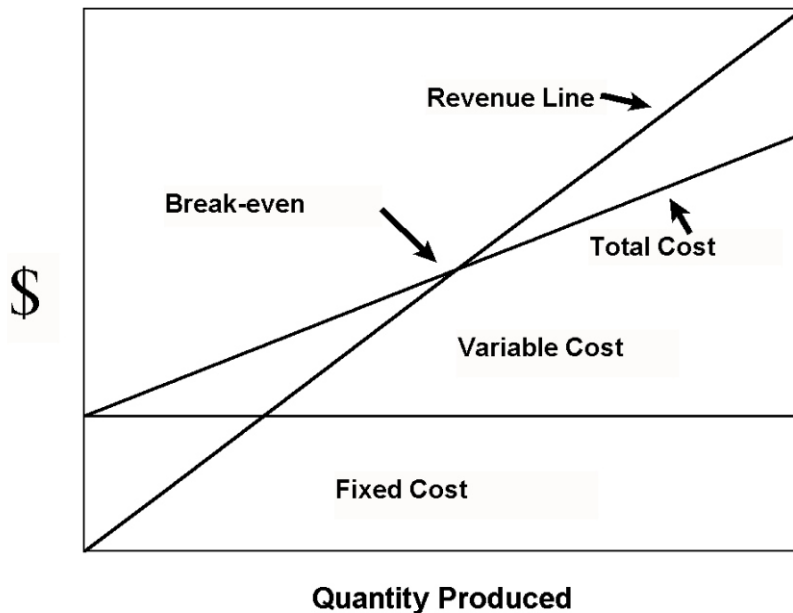 Revenue Line
Break-even
Total Cost
$
Variable Cost
Fixed Cost
Quantity Produced